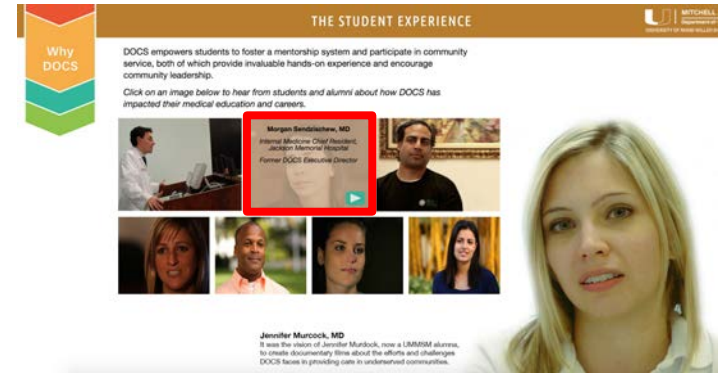 THE STUDENT EXPERIENCE
MITCHELL
Why
DOCS
DOCS empowers students to foster a mentorship system and participate in community
service, both of which provide invaluable hands-on experience and encourage
community leadership.
Click on an image below to hear from students and alumni about how DOCS has
impacted their medical education and careers.
Morgan Sendzischew, MD
Internal Medicine Chief Resident,
Jackson Memorial Hospital
Former DOCS Executive Director
Jennifer Murcock, MD
It was the vision of Jennifer Murdock, now a UMMSM alumna,
to create documentary films about the efforts and challenges
DOCS faces in providing care in underserved communities.